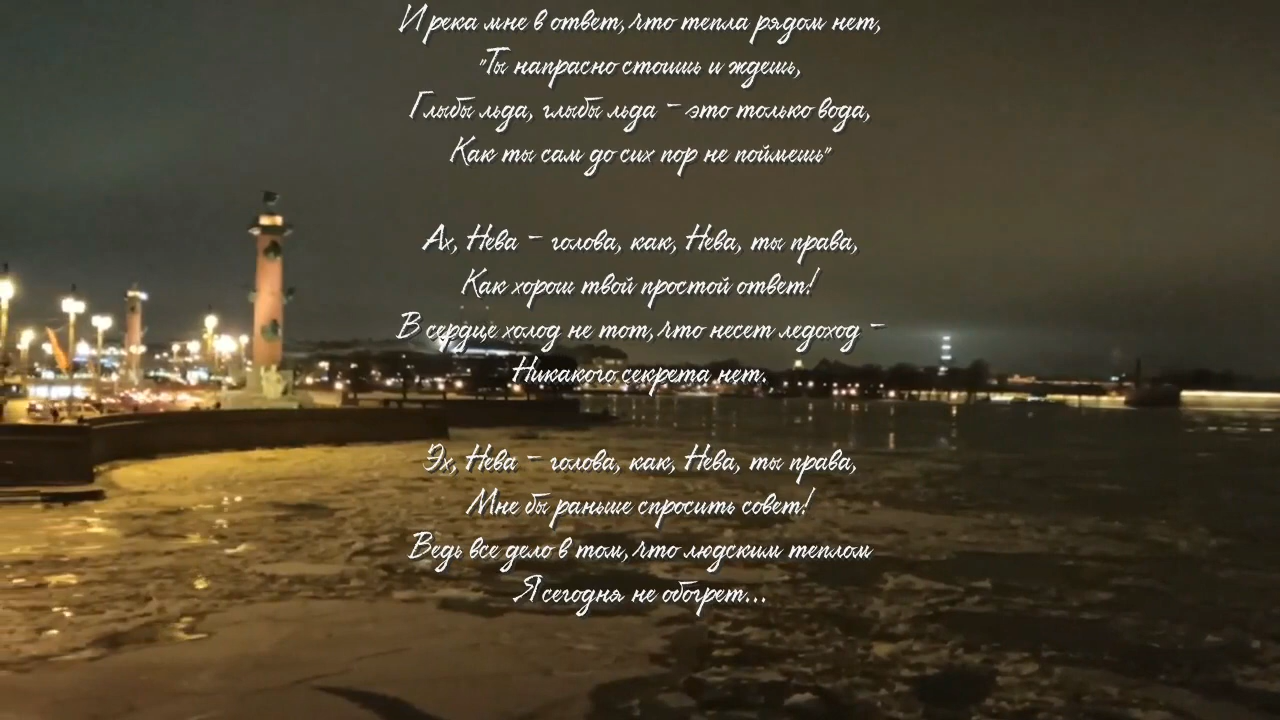 И река мне в ответ, что тепла рядом нет,
"Ты напрасно стоишь и ждешь,
Глыбы льда, глыбы льда - это только вода,
Как ты сам до сих пор не поймешь"
Ах, Нева - голова, как, Нева, ты права,
Как хорош твой простой ответ!
В сердце холод не тот, что несет ледоход -
Никакого секрета нет.
Эх, Нева - голова, как, Нева, ты права,
Мне бы раньше спросить совет!
Ведь все дело в том, что людским теплом
Я сегодня не обогрет...